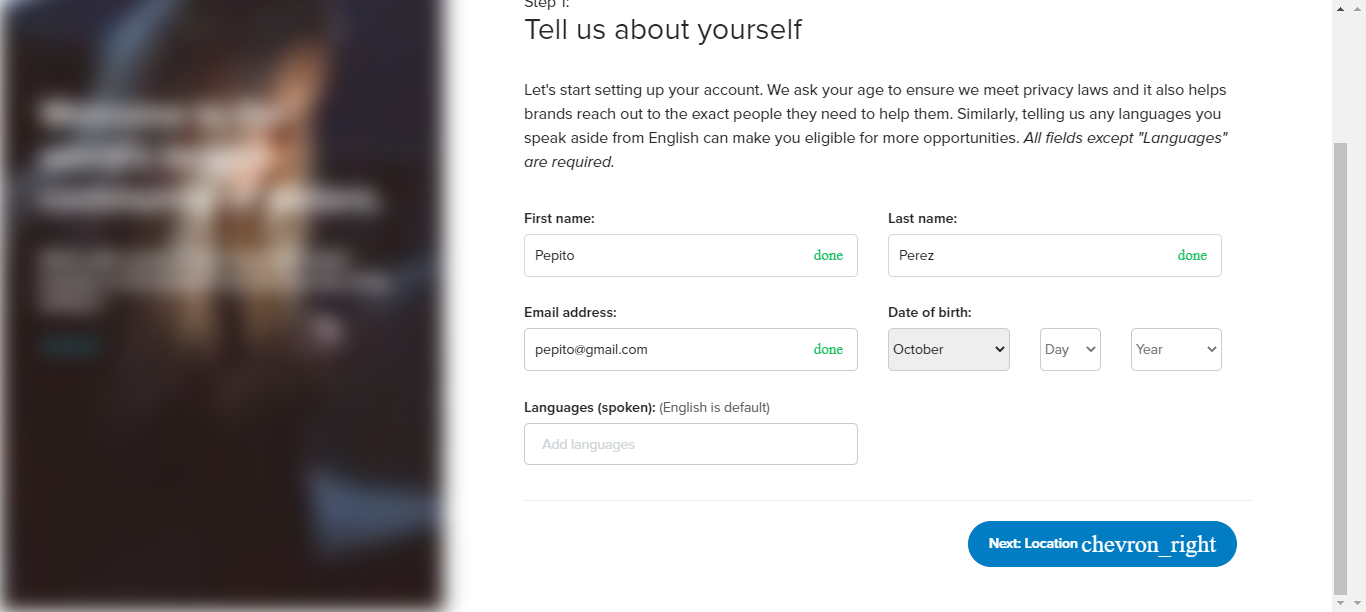 Step 1:
Tell us about yourself
Let's start setting up your account. We ask your age to ensure we meet privacy laws and it also helps
brands reach out to the exact people they need to help them. Similarly, telling us any languages you
speak aside from English can make you eligible for more opportunities. All fields except "Languages"
are required.
First name:
Last name:
Pepito done
Perez done
Email address:
Date of birth:
pepito@gmail.com done
October Day Year
Languages (spoken): (English is default)
Add languages
Next: Location chevron_right